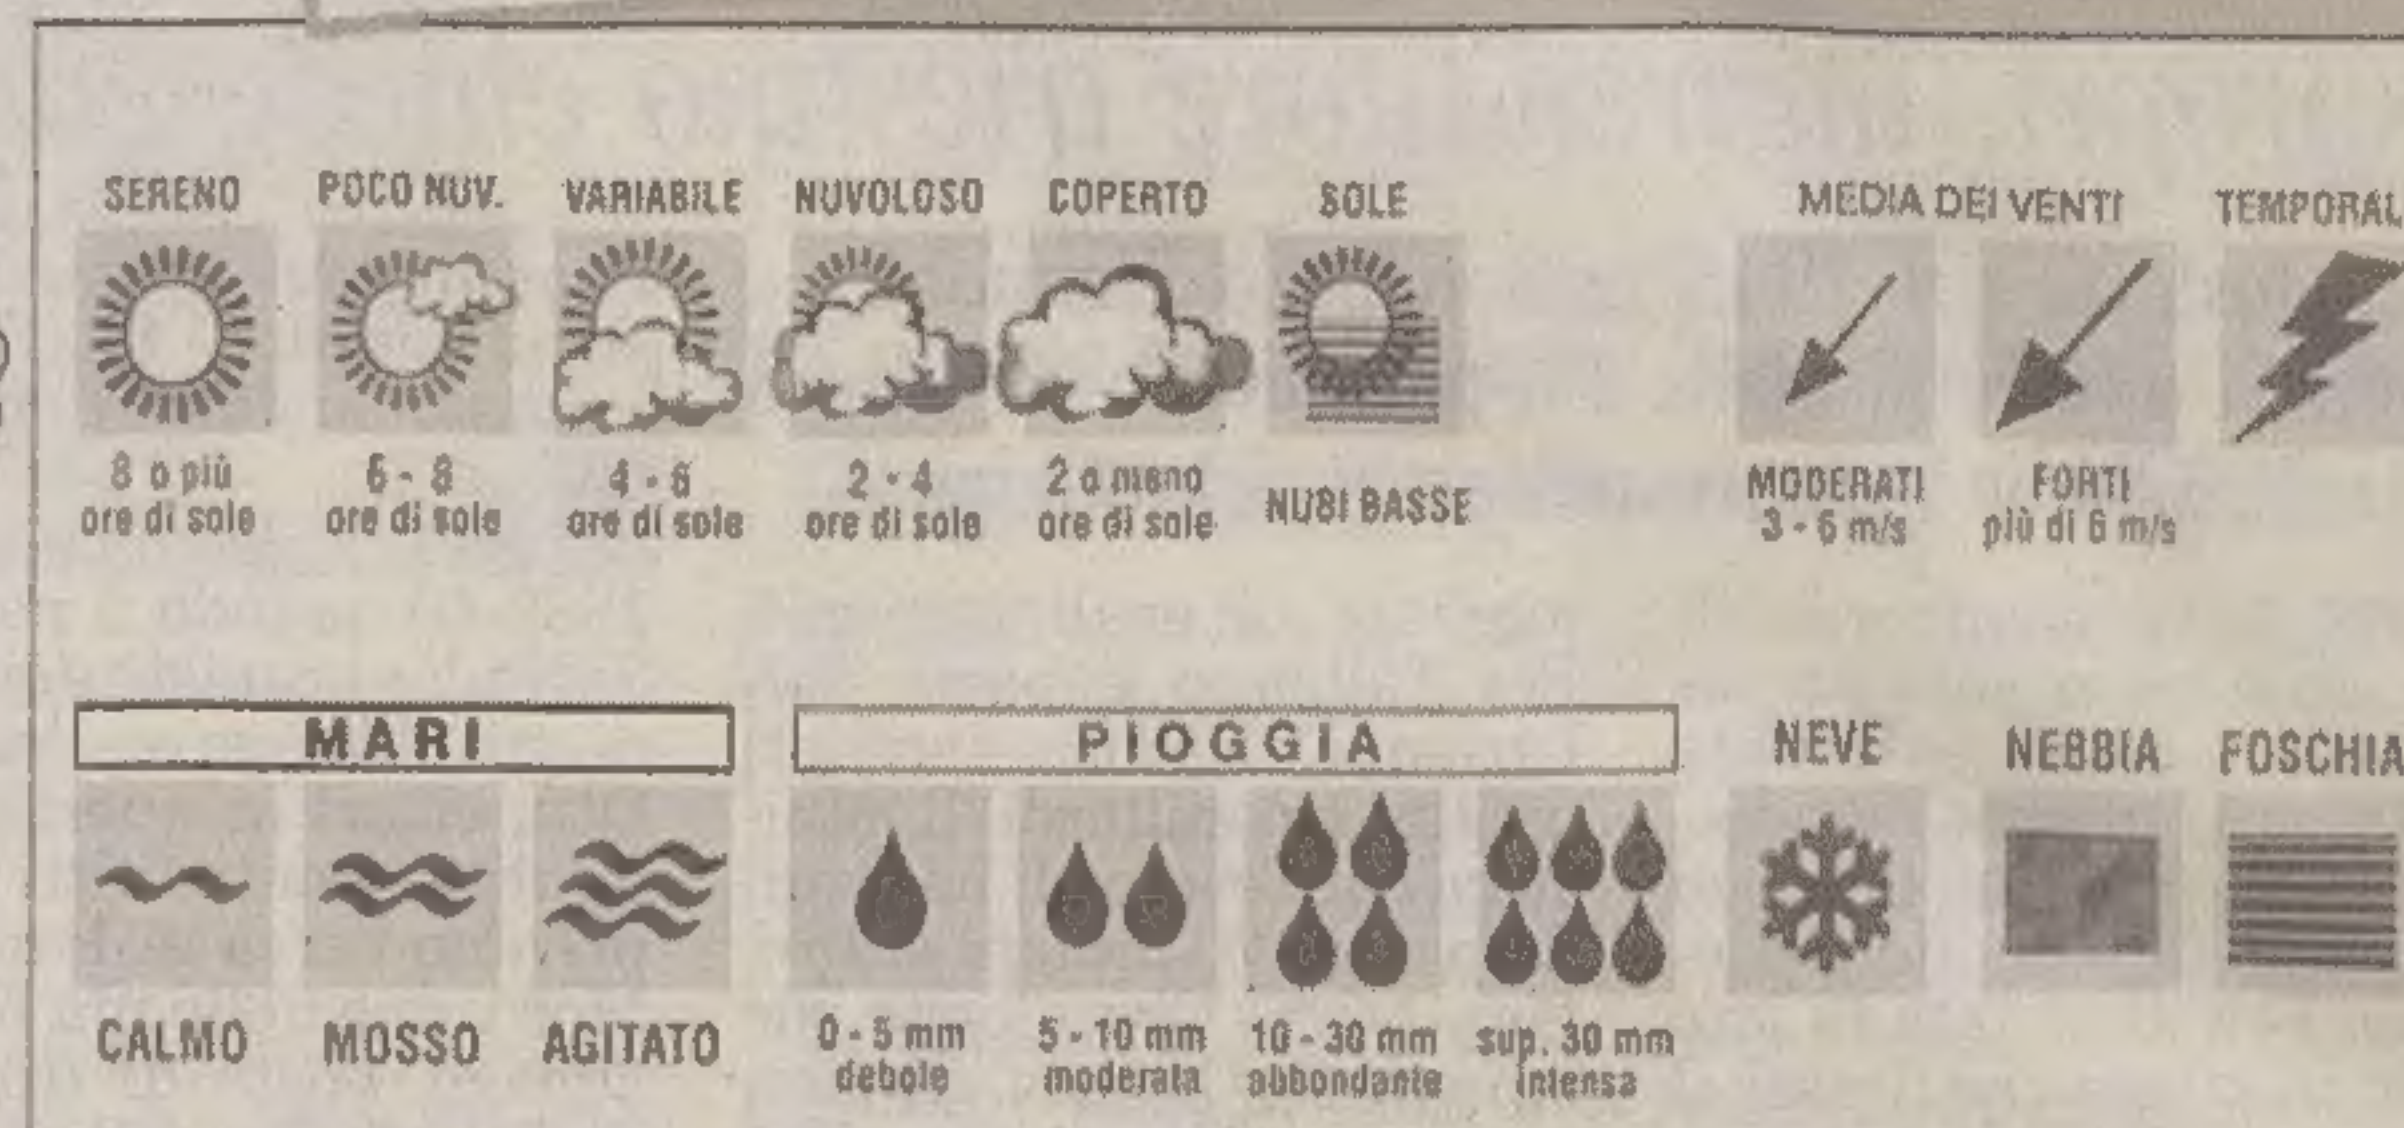 SERENO POCO NUV. VARIABILE NUVOLOSO COPERTO SOLE MEDIA DEI VENTI TEMPORAL
8 o più 6 - 8 4 - 6 2 - 4 2 o meno MODERATI FORTI
ore di sole ore di sole ore di sole ore di sole ore di sole NUBI BASSE 3 - 6 m/s più di 6 m/s
MARI PIOGGIA NEVE NEBBIA FOSCHIA
CALMO MOSSO AGITATO 0 - 5 mm 5 - 10 mm 10 - 30 mm sup. 30 mm
debole moderata abbondante intensa